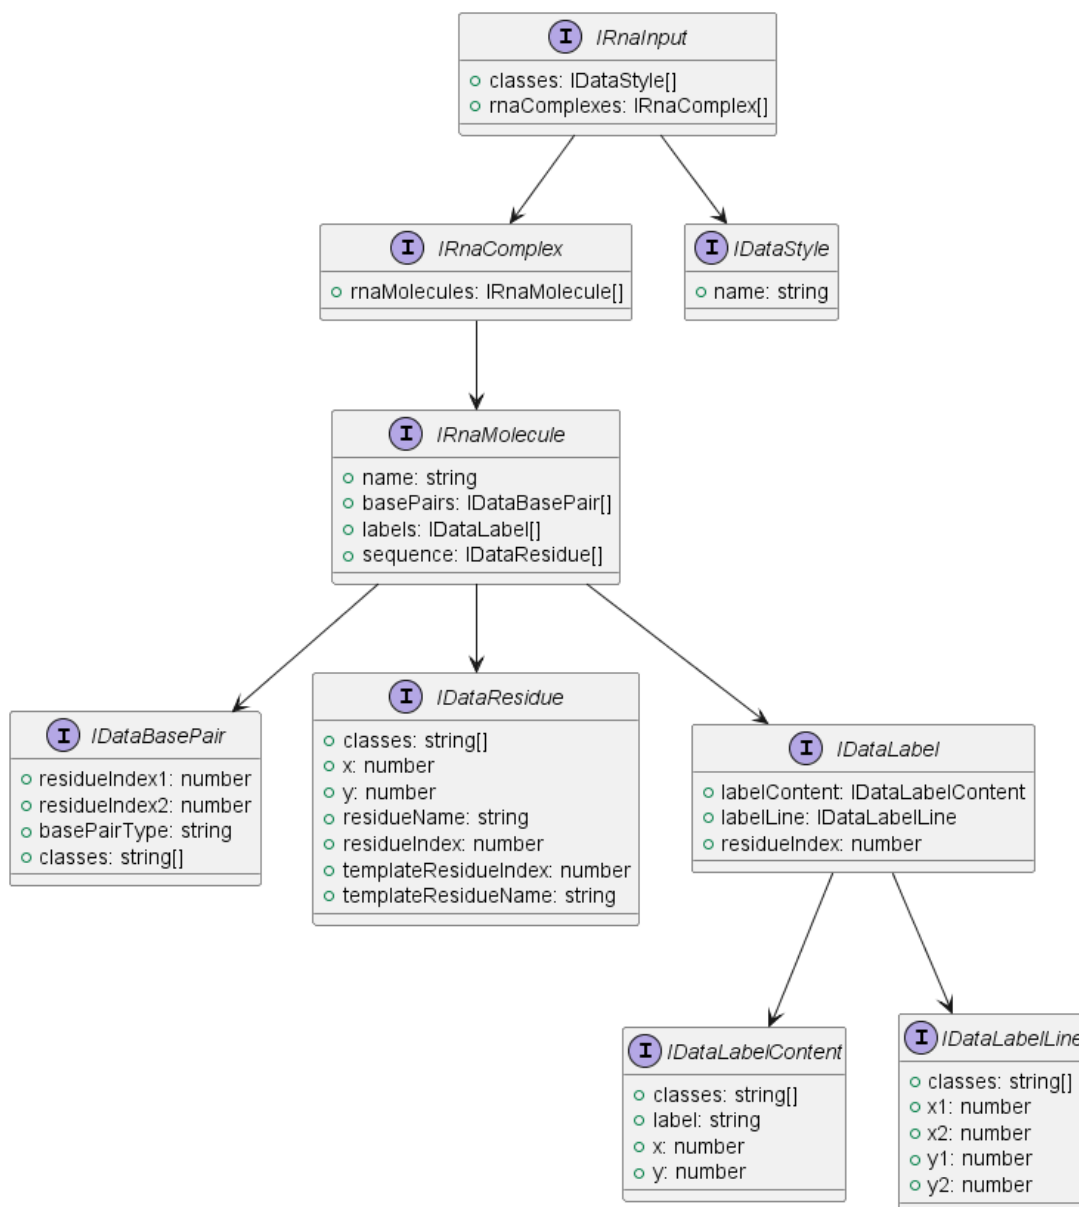 I IRnaInput
classes: IDataStyle[]
rnaComplexes: IRnaComplex[]
I IRnaComplex
rnaMolecules: IRnaMolecule[]
I IDataStyle
name: string
I IRnaMolecule
name: string
basePairs: IDataBasePair[]
labels: IDataLabel[]
sequence: IDataResidue[]
I IDataBasePair
residueIndex1: number
residueIndex2: number
basePairType: string
classes: string[]
I IDataResidue
classes: string[]
x: number
y: number
residueName: string
residueIndex: number
templateResidueIndex: number
templateResidueName: string
I IDataLabel
labelContent: IDataLabelContent
labelLine: IDataLabelLine
residueIndex: number
I IDataLabelContent
classes: string[]
label: string
x: number
y: number
I IDataLabelLine
classes: string[]
x1: number
x2: number
y1: number
y2: number